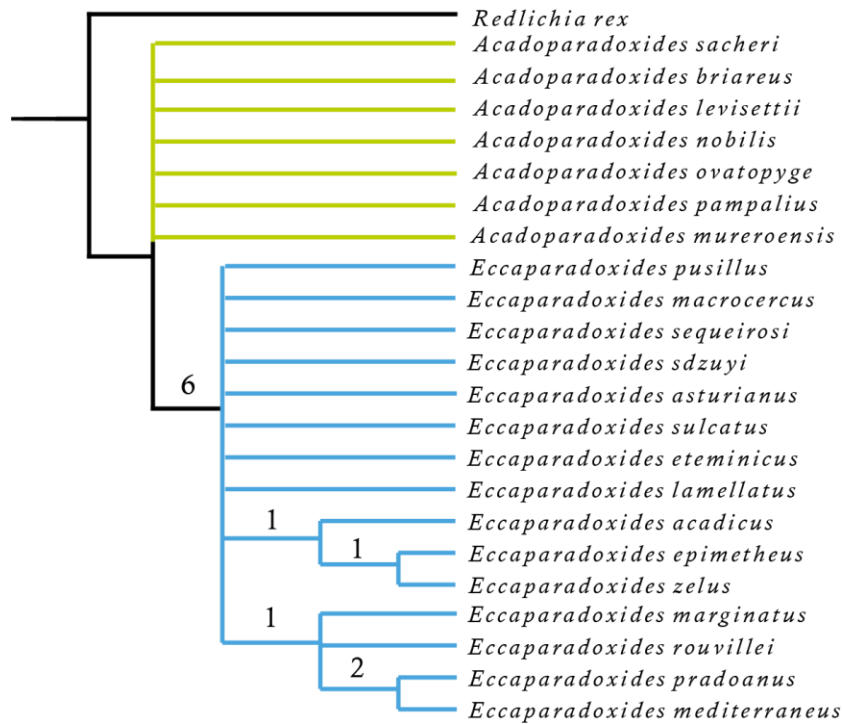 Redlichia rex
Acadoparadoxides sacheri
Acadoparadoxides briareus
Acadoparadoxides levisettii
Acadoparadoxides nobilis
Acadoparadoxides ovatopyge
Acadoparadoxides pampalius
Acadoparadoxides mureroensis
Eccaparadoxides pusillus
Eccaparadoxides macrocercus
Eccaparadoxides sequeirosi
Eccaparadoxides sdzuyi
6
Eccaparadoxides asturianus
Eccaparadoxides sulcatus
Eccaparadoxides eteminicus
Eccaparadoxides lamellatus
1
Eccaparadoxides acadicus
1
Eccaparadoxides epimetheus
Eccaparadoxides zelus
1
Eccaparadoxides marginatus
Eccaparadoxides rouvillei
2
Eccaparadoxides pradoanus
Eccaparadoxides mediterraneus